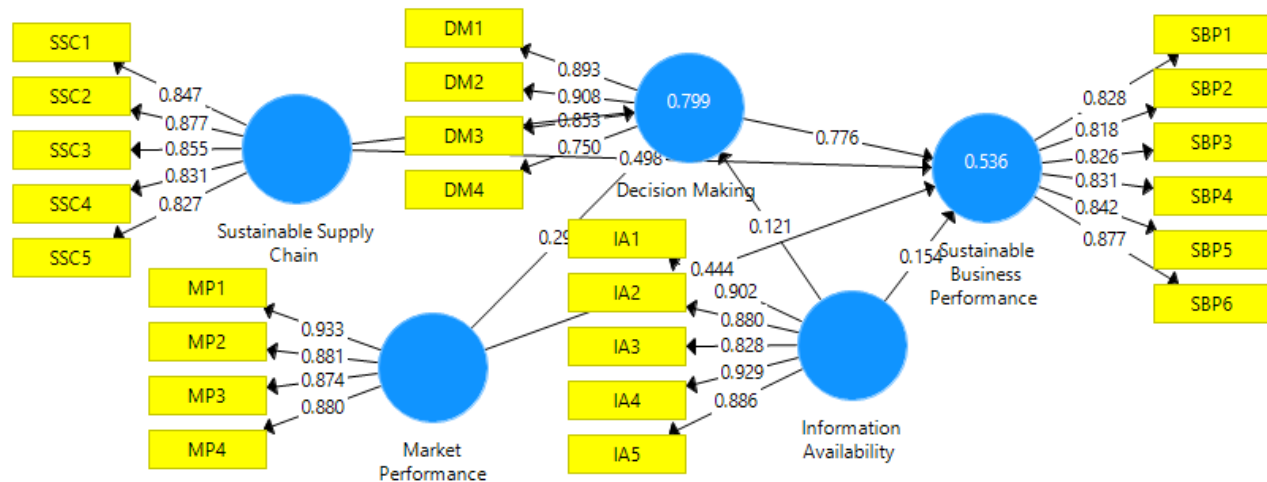 SSC1
SSC2
SSC3
SSC4
SSC5
0.847
0.877
0.855
0.831
0.827
Sustainable Supply
Chain
DM1
DM2
DM3
DM4
0.893
0.908
0.853
0.750
0.799
Decision Making
0.776
0.498
0.536
Sustainable
Business
Performance
SBP1
SBP2
SBP3
SBP4
SBP5
SBP6
0.828
0.818
0.826
0.831
0.842
0.877
MP1
MP2
MP3
MP4
0.933
0.881
0.874
0.880
Market
Performance
0.444
0.121
0.154
IA1
IA2
IA3
IA4
IA5
0.902
0.880
0.828
0.929
0.886
Information
Availability